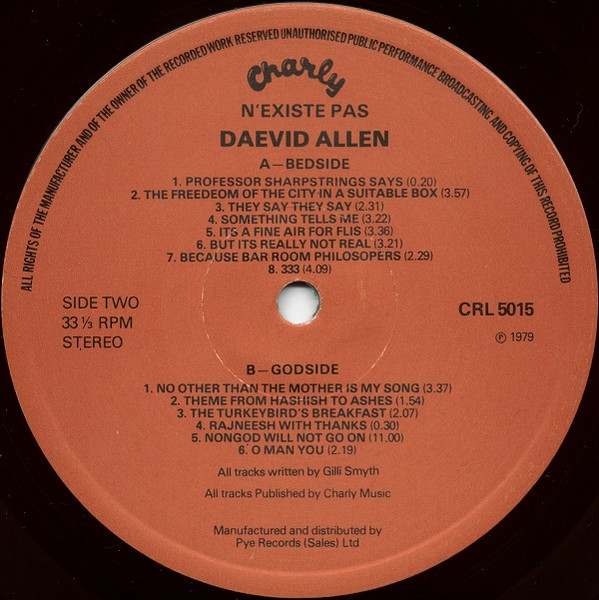 ALL RIGHTS OF THE MANUFACTURER AND OF THE OWNER OF THE RECORDED WORK RESERVED UNAUTHORISED PUBLIC PERFORMANCE BROADCASTING AND COPYING OF THIS RECORD PROHIBITED
Charly
N'EXISTE PAS
DAEVID ALLEN
A—BEDSIDE
1. PROFESSOR SHARPSTRINGS SAYS (0.20)
2. THE FREEDEOM OF THE CITY IN A SUITABLE BOX (3.57)
3. THEY SAY THEY SAY (2.31)
4. SOMETHING TELLS ME (3.22)
5. ITS A FINE AIR FOR FLIS (3.36)
6. BUT ITS REALLY NOT REAL (3.21)
7. BECAUSE BAR ROOM PHILOSOPERS (2.29)
8. 333 (4.09)
SIDE TWO
33 ⅓ RPM
STEREO
CRL 5015
℗ 1979
B—GODSIDE
1. NO OTHER THAN THE MOTHER IS MY SONG (3.37)
2. THEME FROM HASHISH TO ASHES (1.54)
3. THE TURKEYBIRD'S BREAKFAST (2.07)
4. RAJNEESH WITH THANKS (0.30)
5. NONGOD WILL NOT GO ON (11.00)
6. O MAN YOU (2.19)
All tracks written by Gilli Smyth
All tracks Published by Charly Music
Manufactured and distributed by
Pye Records (Sales) Ltd